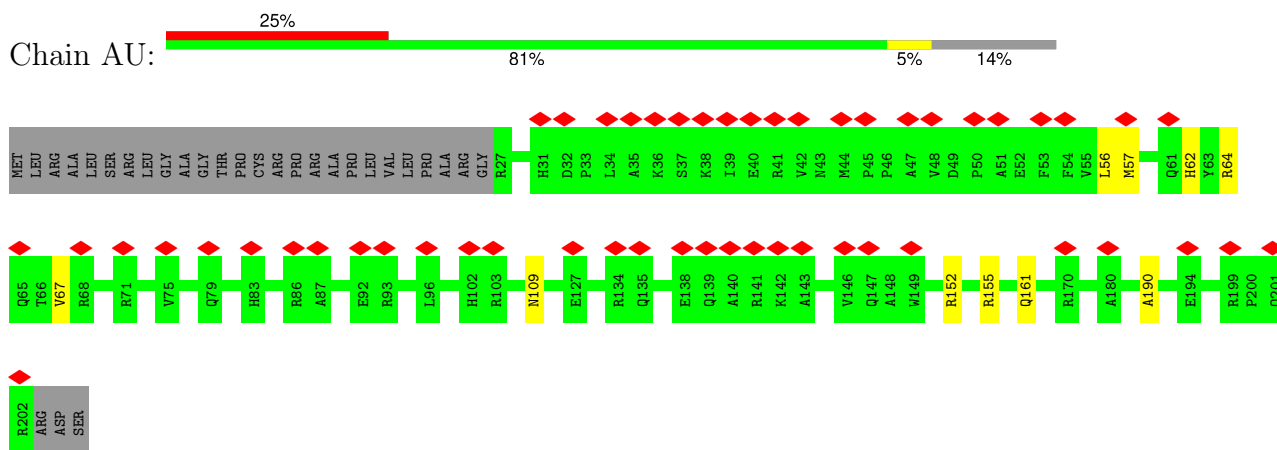 25%
Chain AU:
81% 5% 14%
MET LEU ARG ALA LEU SER SER ARG LEU GLY ALA GLY THR PRO CYS ARG PRO ARG ALA PRO LEU VAL LEU PRO ALA ARG GLY R27 H31 D32 P33 L34 A35 K36 S37 K38 I39 E40 R41 V42 N43 M44 P45 P46 A47 V48 D49 P50 A51 E52 F53 F54 V55 L56 M57 Q61 H62 Y63 R64
Q65 T66 V67 R68 R71 V75 Q79 H83 R86 A87 E92 R93 L96 H102 R103 N109 E127 R134 Q135 E138 Q139 A140 R141 K142 A143 V146 Q147 A148 W149 R152 R155 Q161 R170 A180 A190 E194 R199 P200
R202 ARG ASP SER